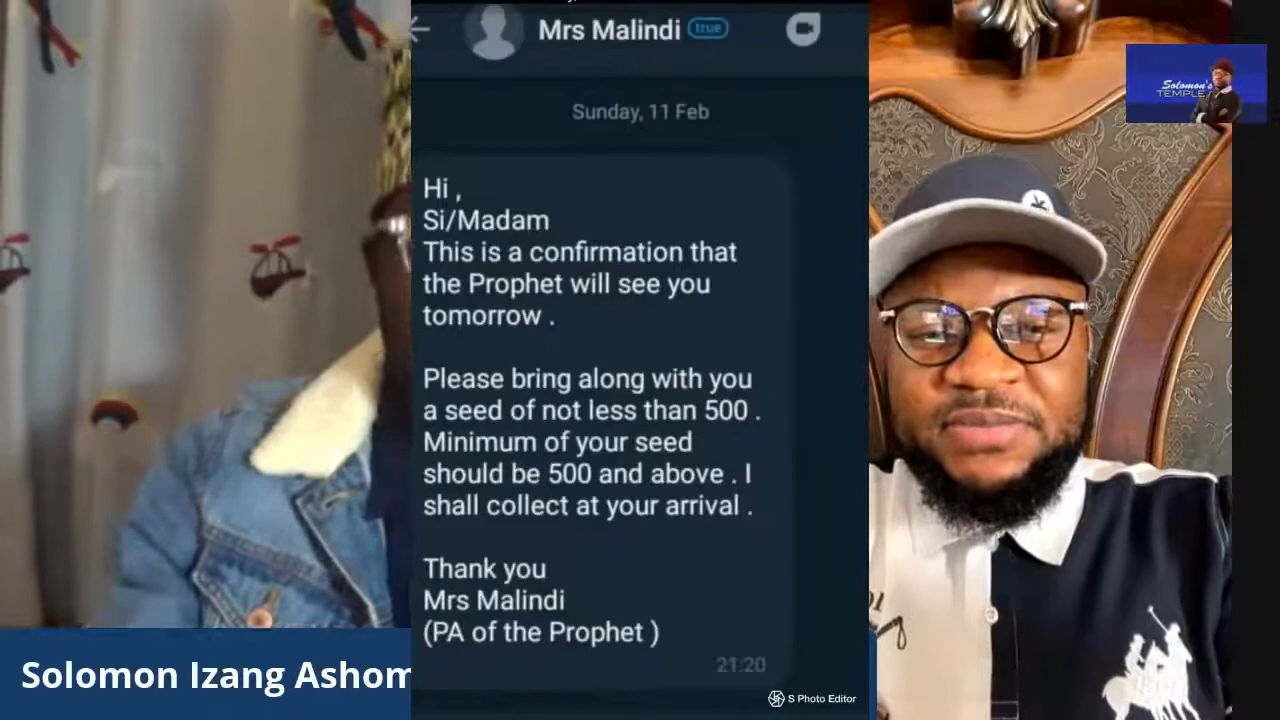 Mrs Malindi true
Sunday, 11 Feb
Hi ,
Si/Madam
This is a confirmation that
the Prophet will see you
tomorrow .
Please bring along with you
a seed of not less than 500 .
Minimum of your seed
should be 500 and above . I
shall collect at your arrival .
Thank you
Mrs Malindi
(PA of the Prophet )
21:20
S Photo Editor
Solomon's
TEMPLE
Solomon Izang Ashom